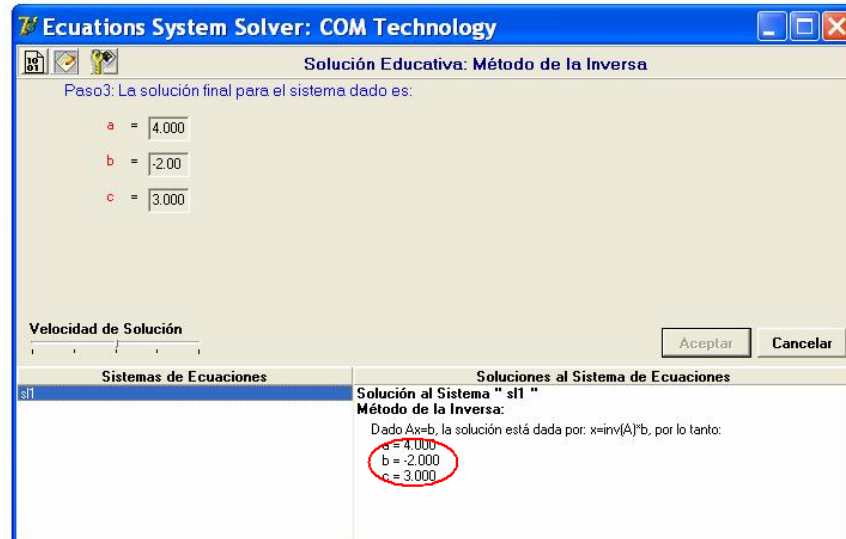 Ecuations System Solver: COM Technology
Solución Educativa: Método de la Inversa
Paso3: La solución final para el sistema dado es:
a = 4.000
b = -2.00
c = 3.000
Velocidad de Solución
Aceptar Cancelar
Sistemas de Ecuaciones
sl1
Soluciones al Sistema de Ecuaciones
Solución al Sistema " sl1 "
Método de la Inversa:
Dado Ax=b, la solución está dada por: x=inv(A)*b, por lo tanto:
a = 4.000
b = -2.000
c = 3.000